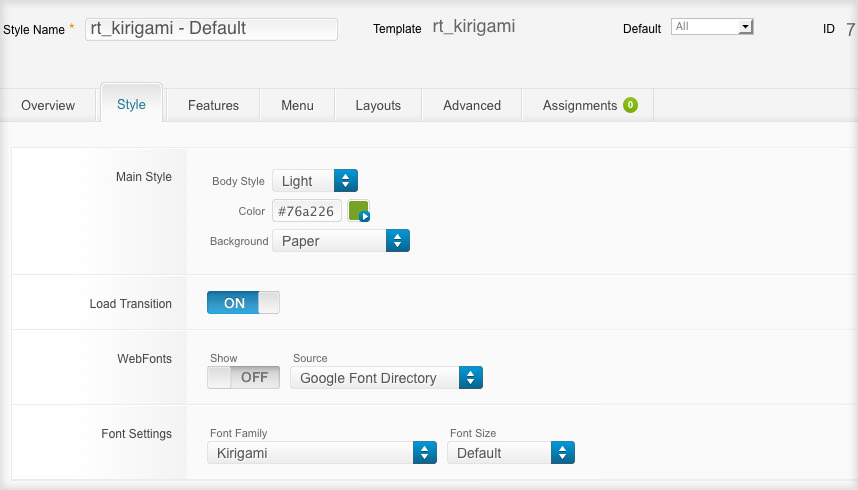 Style Name * rt_kirigami - Default Template rt_kirigami Default All ID 7
Overview Style Features Menu Layouts Advanced Assignments 0
Main Style Body Style Light
Color #76a226
Background Paper
Load Transition ON
WebFonts Show Source
OFF Google Font Directory
Font Settings Font Family Font Size
Kirigami Default